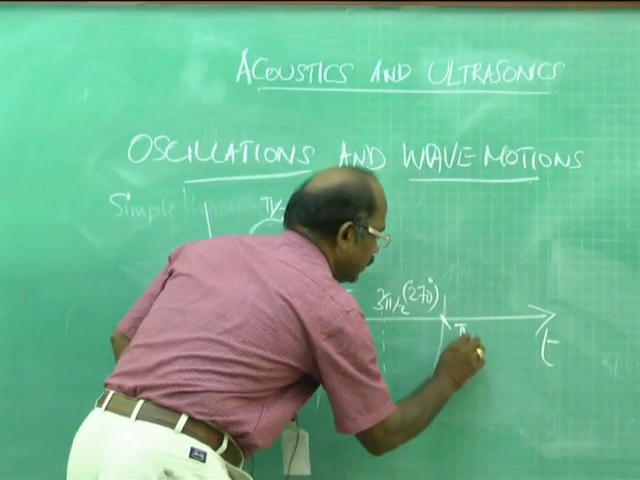 ACOUSTICS AND ULTRASONICS
OSCILLATIONS AND WAVE MOTIONS
Simple
π/
3π/2 (270°)
π
t